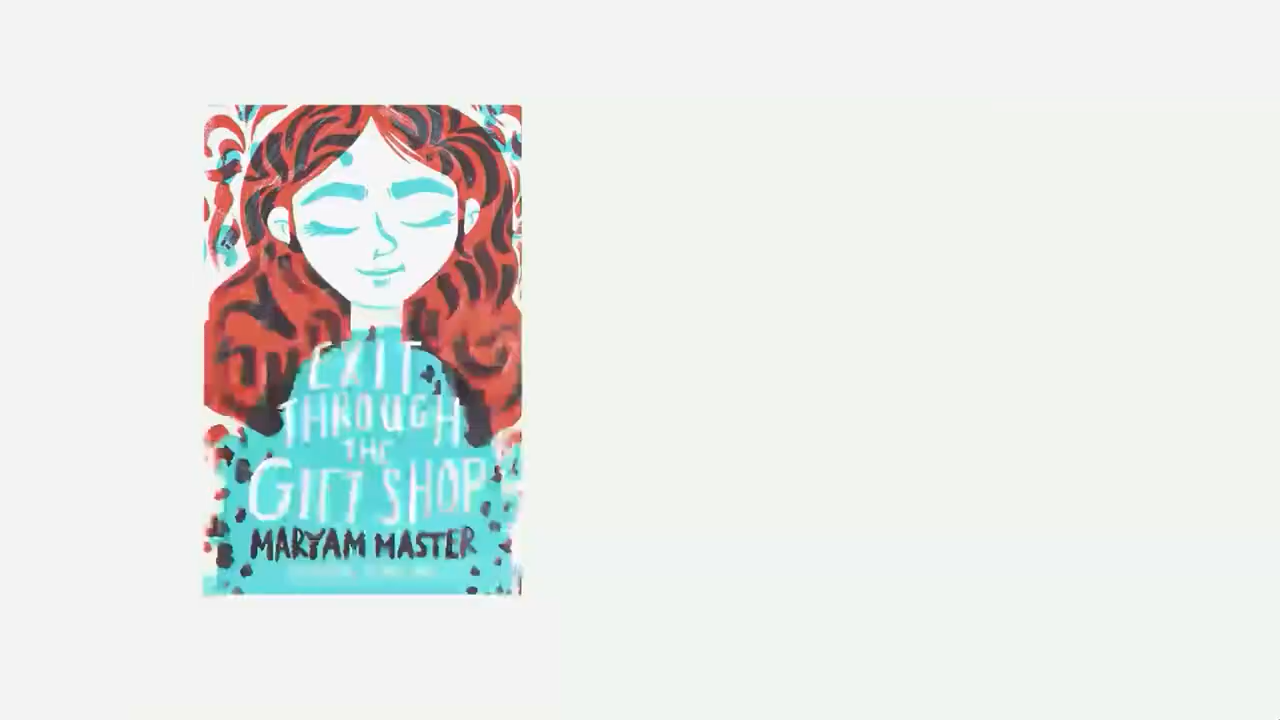 EXIT
THROUGH
THE
GIFT SHOP
MARYAM MASTER